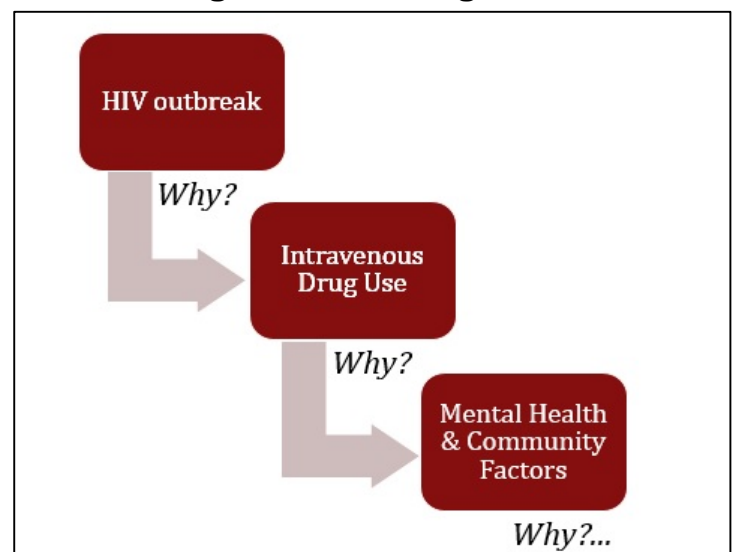 HIV outbreak
Why?
Intravenous
Drug Use
Why?
Mental Health
& Community
Factors
Why?...